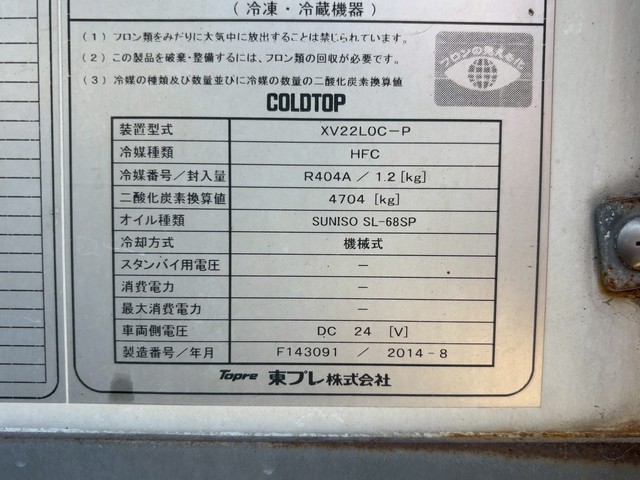 (冷凍・冷蔵機器)
(1) フロン類をみだりに大気中に放出することは禁じられています。
(2) この製品を破棄・整備するには、フロン類の回収が必要です。
(3) 冷媒の種類及び数量並びに冷媒の数量の二酸化炭素換算値
フロンの見える化
COLDTOP
装置型式 XV22L0C-P
冷媒種類 HFC
冷媒番号/封入量 R404A / 1.2 [kg]
二酸化炭素換算値 4704 [kg]
オイル種類 SUNISO SL-68SP
冷却方式 機械式
スタンバイ用電圧 —
消費電力 —
最大消費電力 —
車両側電圧 DC 24 [V]
製造番号/年月 F143091 / 2014-8
Topre 東プレ株式会社